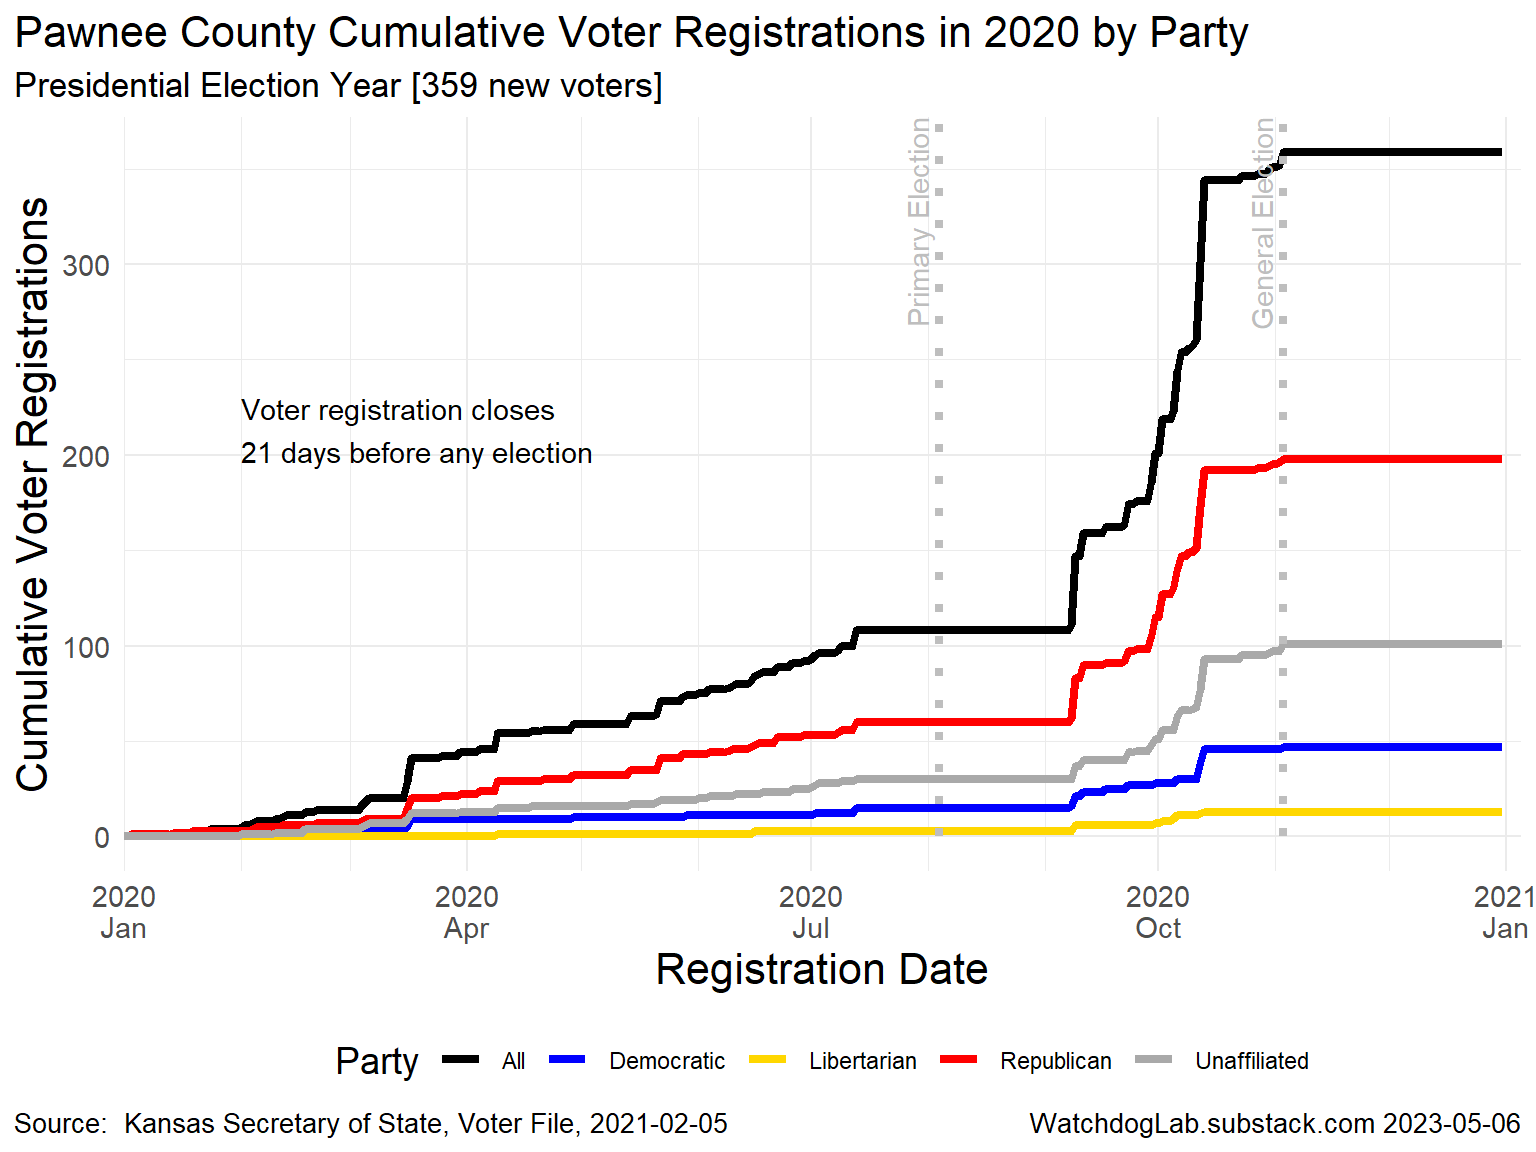 Pawnee County Cumulative Voter Registrations in 2020 by Party
Presidential Election Year [359 new voters]
Cumulative Voter Registrations
300
200
100
0
Voter registration closes
21 days before any election
Primary Election
General Election
2020
Jan
2020
Apr
2020
Jul
2020
Oct
2021
Jan
Registration Date
Party All Democratic Libertarian Republican Unaffiliated
Source:  Kansas Secretary of State, Voter File, 2021-02-05
WatchdogLab.substack.com 2023-05-06